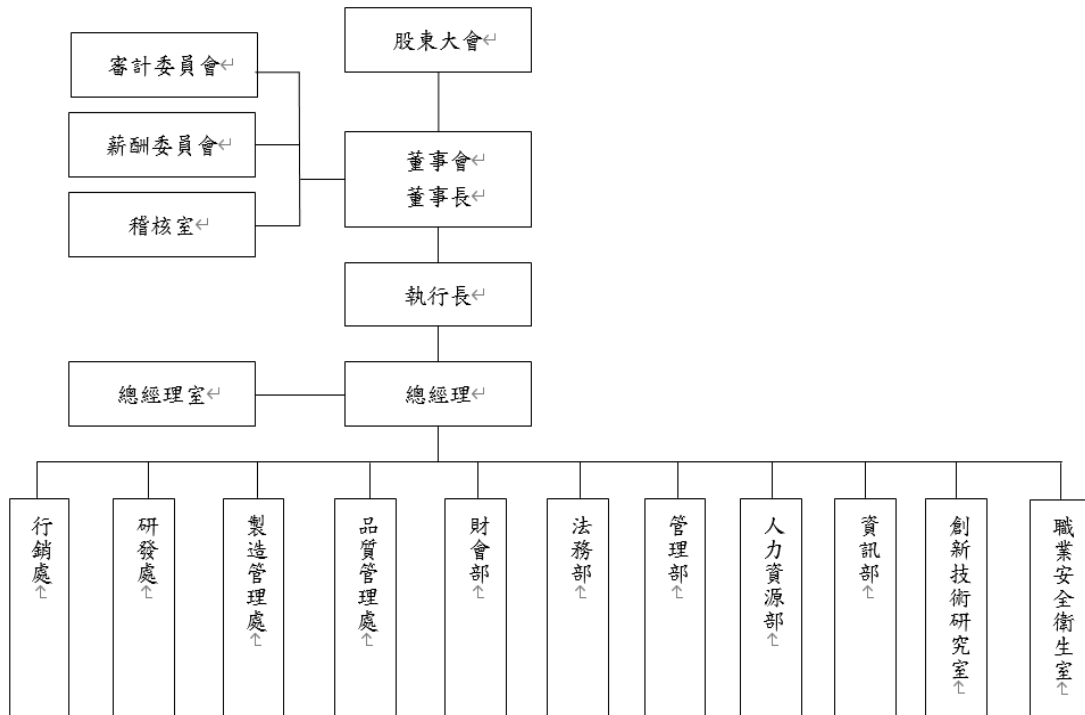 股東大會
審計委員會
薪酬委員會
董事會
董事長
稽核室
執行長
總經理室
總經理
行銷處
研發處
製造管理處
品質管理處
財會部
法務部
管理部
人力資源部
資訊部
創新技術研究室
職業安全衛生室